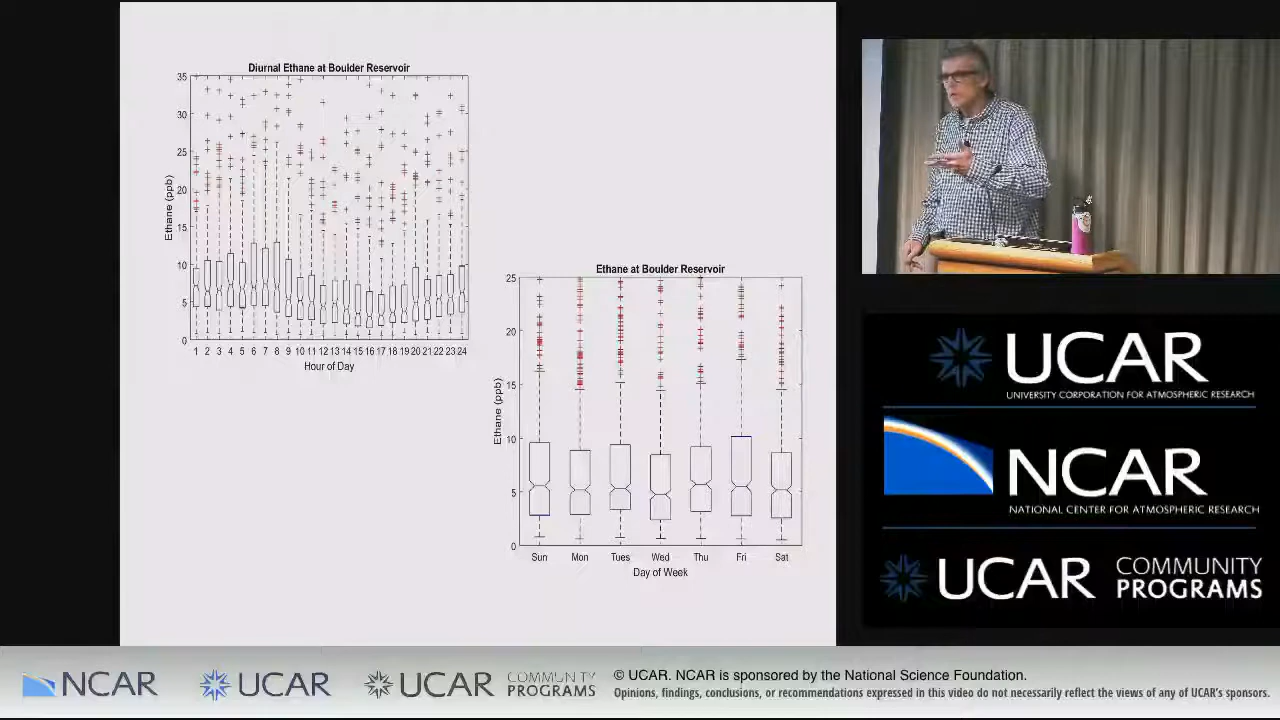 Diurnal Ethane at Boulder Reservoir
35
30
25
20
15
10
5
0
Ethane (ppb)
1 2 3 4 5 6 7 8 9 10 11 12 13 14 15 16 17 18 19 20 21 22 23 24
Hour of Day
Ethane at Boulder Reservoir
25
20
15
10
5
0
Ethane (ppb)
Sun Mon Tues Wed Thu Fri Sat
Day of Week
UCAR
UNIVERSITY CORPORATION FOR ATMOSPHERIC RESEARCH
NCAR
NATIONAL CENTER FOR ATMOSPHERIC RESEARCH
UCAR COMMUNITY
PROGRAMS
NCAR UCAR UCAR COMMUNITY
PROGRAMS
© UCAR. NCAR is sponsored by the National Science Foundation.
Opinions, findings, conclusions, or recommendations expressed in this video do not necessarily reflect the views of any of UCAR's sponsors.